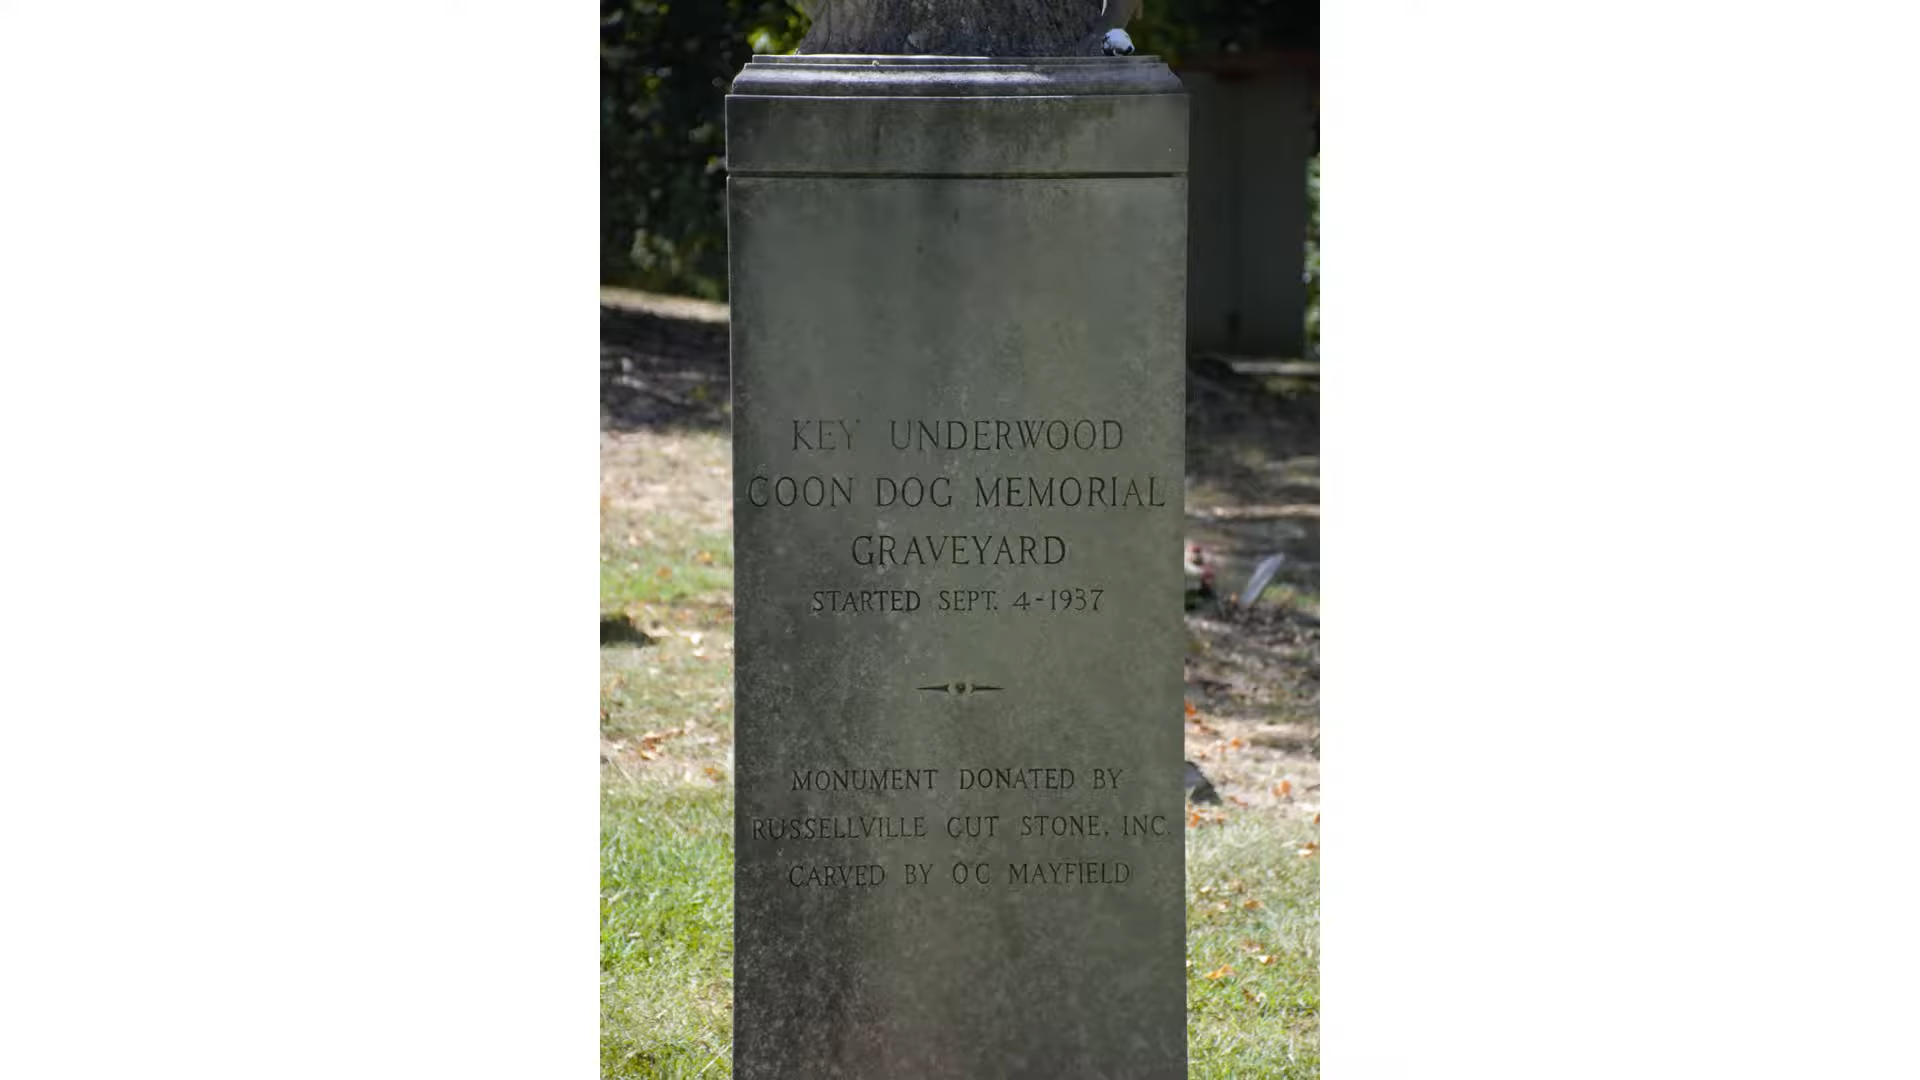 KEY UNDERWOOD
COON DOG MEMORIAL
GRAVEYARD
STARTED SEPT. 4-1937
MONUMENT DONATED BY
RUSSELLVILLE CUT STONE, INC.
CARVED BY O C MAYFIELD